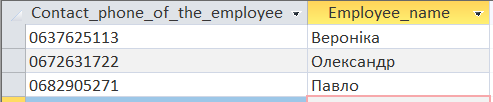 Contact_phone_of_the_employee Employee_name
0637625113 Вероніка
0672631722 Олександр
0682905271 Павло